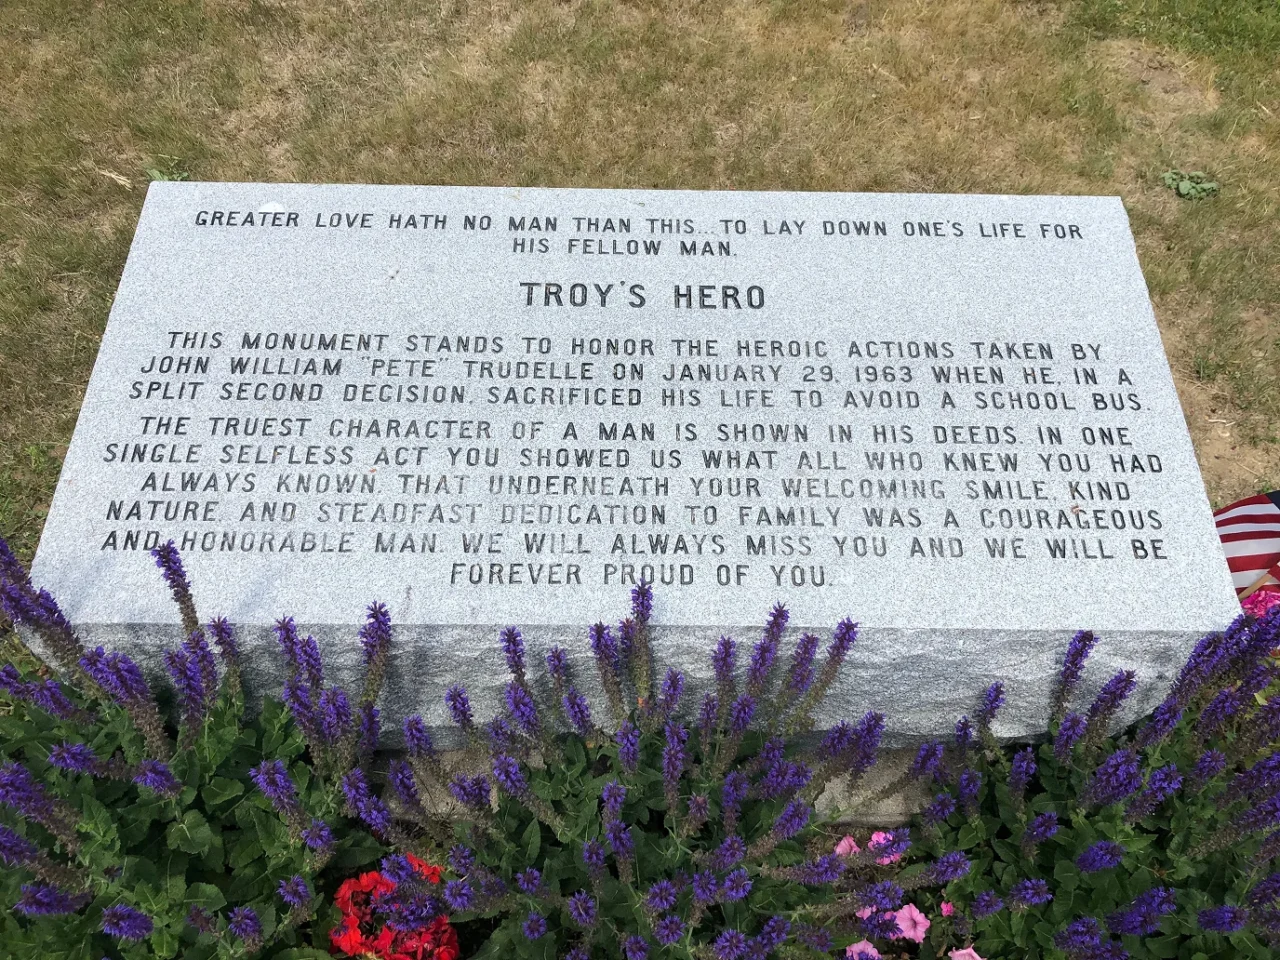 GREATER LOVE HATH NO MAN THAN THIS... TO LAY DOWN ONE'S LIFE FOR
HIS FELLOW MAN.
TROY'S HERO
THIS MONUMENT STANDS TO HONOR THE HEROIC ACTIONS TAKEN BY
JOHN WILLIAM "PETE" TRUDELLE ON JANUARY 29, 1963 WHEN HE, IN A
SPLIT SECOND DECISION, SACRIFICED HIS LIFE TO AVOID A SCHOOL BUS.
THE TRUEST CHARACTER OF A MAN IS SHOWN IN HIS DEEDS. IN ONE
SINGLE SELFLESS ACT YOU SHOWED US WHAT ALL WHO KNEW YOU HAD
ALWAYS KNOWN, THAT UNDERNEATH YOUR WELCOMING SMILE, KIND
NATURE, AND STEADFAST DEDICATION TO FAMILY WAS A COURAGEOUS
AND HONORABLE MAN. WE WILL ALWAYS MISS YOU AND WE WILL BE
FOREVER PROUD OF YOU.